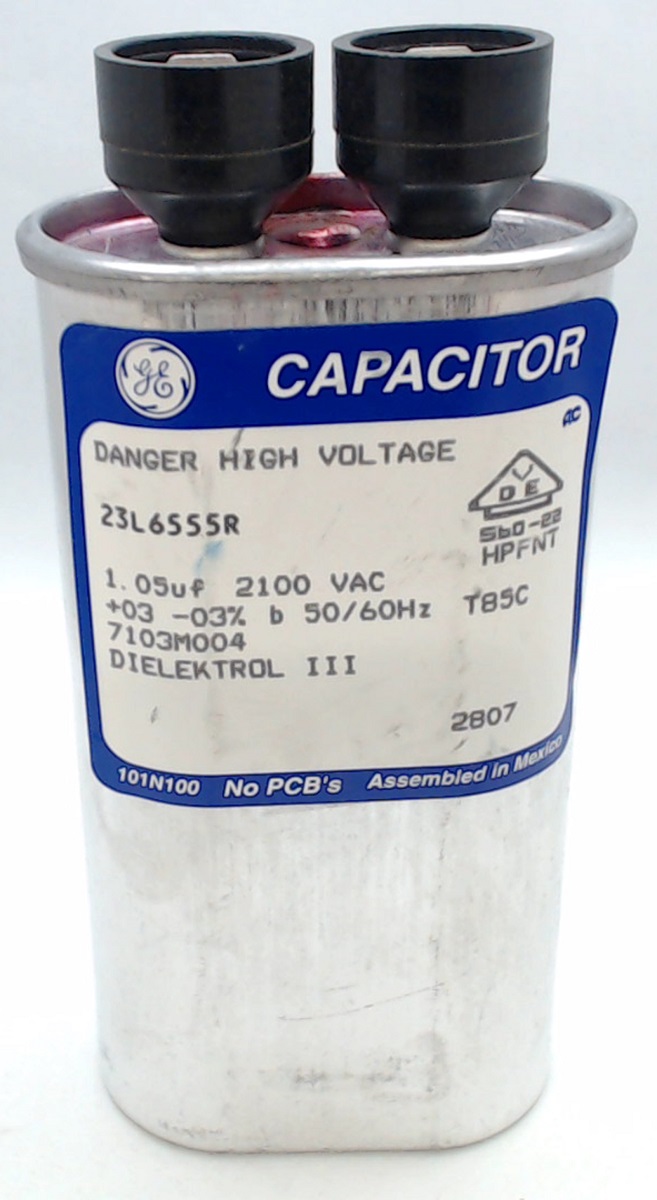 GE CAPACITOR
AC
DANGER HIGH VOLTAGE
VDE
23L6555R
560-22
HPFNT
1.05uf 2100 VAC
+03 -03% b 50/60Hz T85C
7103M004
DIELEKTROL III
2807
101N100 No PCB's Assembled in Mexico